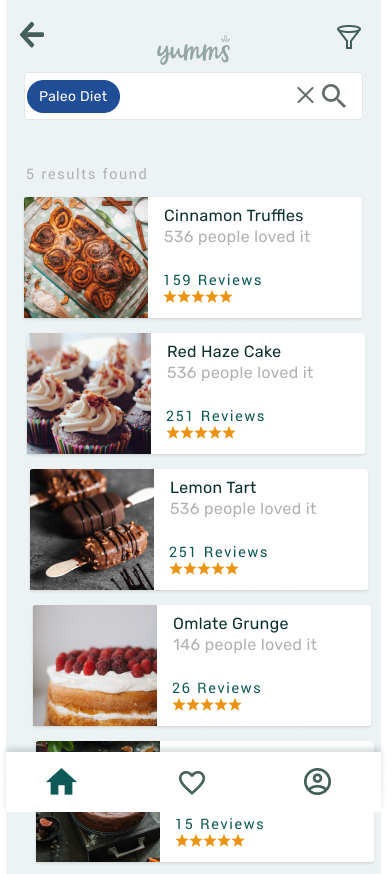 yumms
Paleo Diet
5 results found
Cinnamon Truffles
536 people loved it
159 Reviews
Red Haze Cake
536 people loved it
251 Reviews
Lemon Tart
536 people loved it
251 Reviews
Omlate Grunge
146 people loved it
26 Reviews
15 Reviews